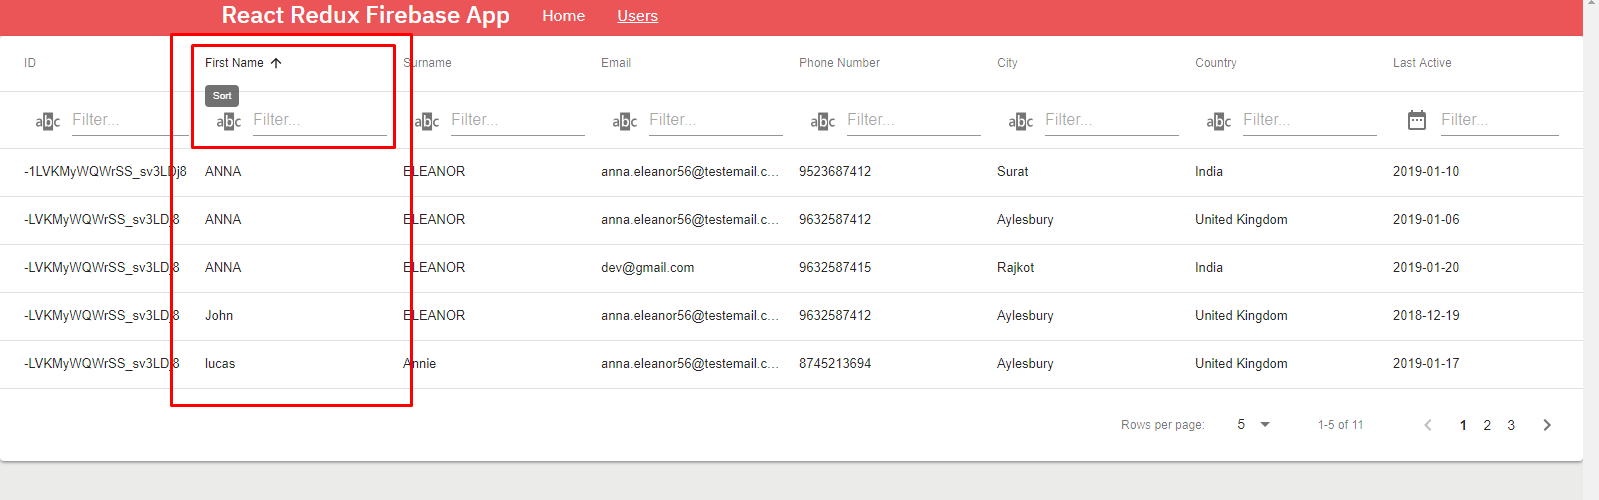 React Redux Firebase App Home Users
ID First Name Surname Email Phone Number City Country Last Active
Sort
abc Filter... abc Filter... abc Filter... abc Filter... abc Filter... abc Filter... abc Filter... Filter...
-1LVKMyWQWrSS_sv3LDj8 ANNA ELEANOR anna.eleanor56@testemail.c... 9523687412 Surat India 2019-01-10
-LVKMyWQWrSS_sv3LDj8 ANNA ELEANOR anna.eleanor56@testemail.c... 9632587412 Aylesbury United Kingdom 2019-01-06
-LVKMyWQWrSS_sv3LDj8 ANNA ELEANOR dev@gmail.com 9632587415 Rajkot India 2019-01-20
-LVKMyWQWrSS_sv3LDj8 John ELEANOR anna.eleanor56@testemail.c... 9632587412 Aylesbury United Kingdom 2018-12-19
-LVKMyWQWrSS_sv3LDj8 lucas Annie anna.eleanor56@testemail.c... 8745213694 Aylesbury United Kingdom 2019-01-17
Rows per page: 5 1-5 of 11 1 2 3